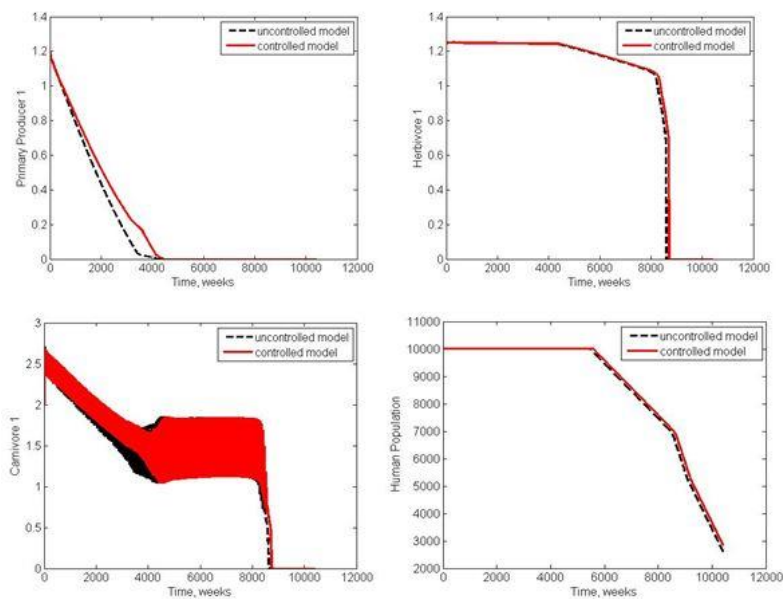 1.4
1.2
1
0.8
0.6
0.4
0.2
0
Primary Producer 1
uncontrolled model
controlled model
0 2000 4000 6000 8000 10000 12000
Time, weeks
1.4
1.2
1
0.8
0.6
0.4
0.2
0
Herbivore 1
uncontrolled model
controlled model
0 2000 4000 6000 8000 10000 12000
Time, weeks
3
2.5
2
1.5
1
0.5
0
Carnivore 1
uncontrolled model
controlled model
0 2000 4000 6000 8000 10000 12000
Time, weeks
11000
10000
9000
8000
7000
6000
5000
4000
3000
2000
Human Population
uncontrolled model
controlled model
0 2000 4000 6000 8000 10000 12000
Time, weeks